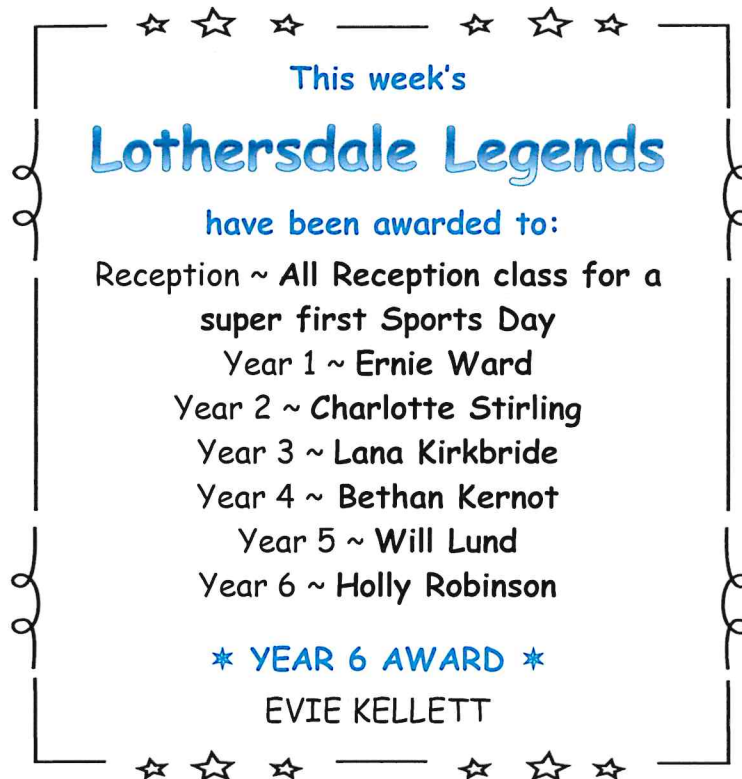 This week's
Lothersdale Legends
have been awarded to:
Reception ~ All Reception class for a
super first Sports Day
Year 1 ~ Ernie Ward
Year 2 ~ Charlotte Stirling
Year 3 ~ Lana Kirkbride
Year 4 ~ Bethan Kernot
Year 5 ~ Will Lund
Year 6 ~ Holly Robinson
* YEAR 6 AWARD *
EVIE KELLETT